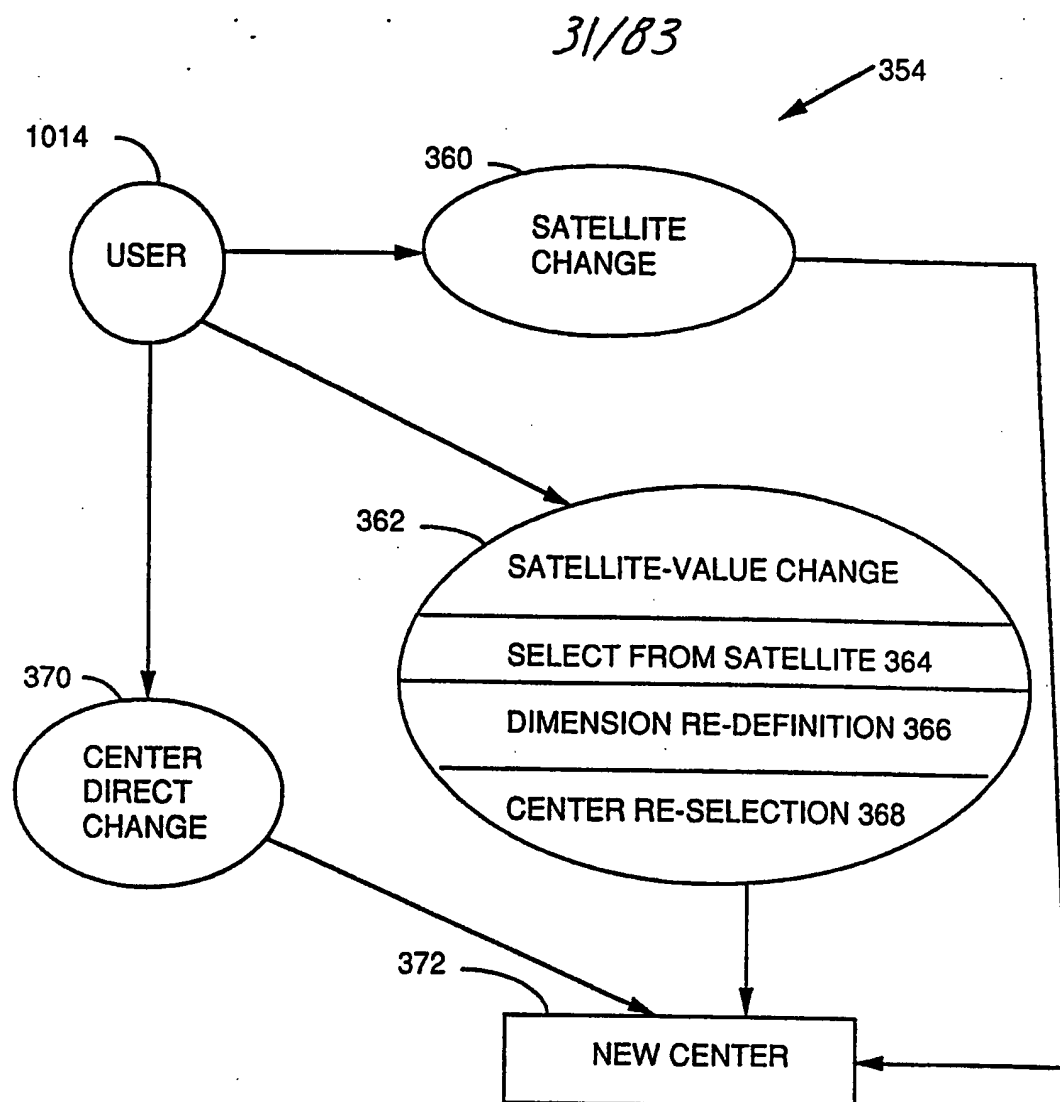 31/83
354
1014
360
USER
SATELLITE
CHANGE
362
SATELLITE-VALUE CHANGE
SELECT FROM SATELLITE 364
370
DIMENSION RE-DEFINITION 366
CENTER
DIRECT
CHANGE
CENTER RE-SELECTION 368
372
NEW CENTER